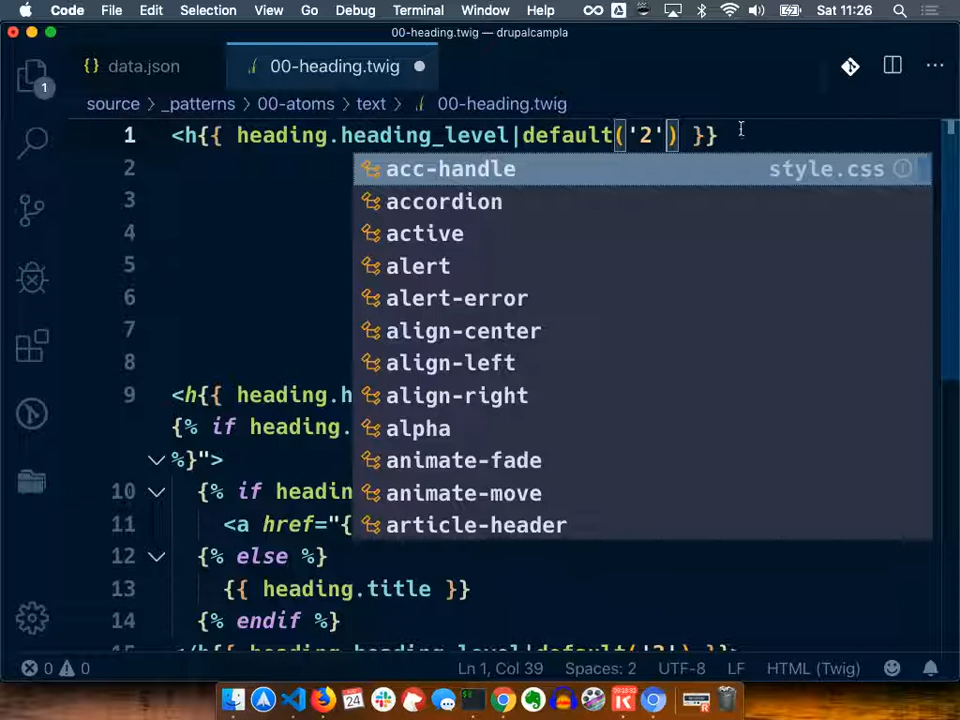 Code File Edit Selection View Go Debug Terminal Window Help Sat 11:26
00-heading.twig — drupalcampla
{} data.json 00-heading.twig
source > _patterns > 00-atoms > text > 00-heading.twig
1
1 <h{{ heading.heading_level|default('2') }}
2 acc-handle style.css
3 accordion
4 active
5 alert
6 alert-error
7 align-center
8 align-left
9 <h{{ heading.h align-right
{% if heading. alpha
%}"> animate-fade
10 {% if headin animate-move
11 <a href="{ article-header
12 {% else %}
13 {{ heading.title }}
14 {% endif %}
0 0 Ln 1, Col 39 Spaces: 2 UTF-8 LF HTML (Twig)
24